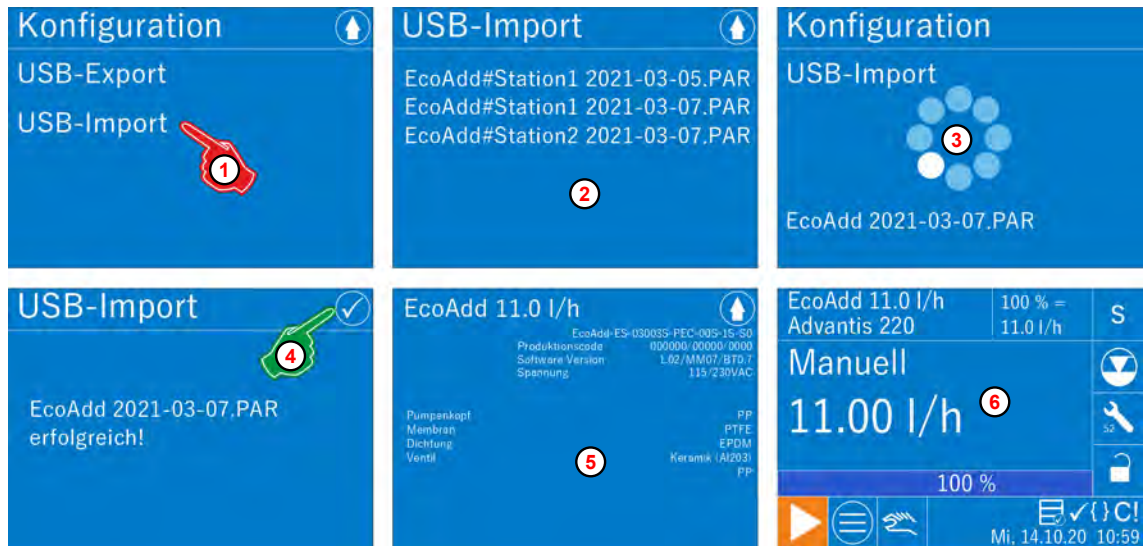 Konfiguration
USB-Export
USB-Import
1
USB-Import
EcoAdd#Station1 2021-03-05.PAR
EcoAdd#Station1 2021-03-07.PAR
EcoAdd#Station2 2021-03-07.PAR
2
Konfiguration
USB-Import
3
EcoAdd 2021-03-07.PAR
USB-Import
4
EcoAdd 2021-03-07.PAR
erfolgreich!
EcoAdd 11.0 l/h
EcoAdd-ES-03003S-PEC-00S-1S-S0
Produktionscode 000000/00000/0000
Software Version 1.02/MM07/BT0.7
Spannung 115/230VAC
Pumpenkopf PP
Membran PTFE
Dichtung EPDM
Ventil Keramik (Al203)
PP
5
EcoAdd 11.0 l/h 100 % =
Advantis 220 11.0 l/h
S
Manuell
11.00 l/h
6
52
100 %
{}C!
Mi, 14.10.20 10:59